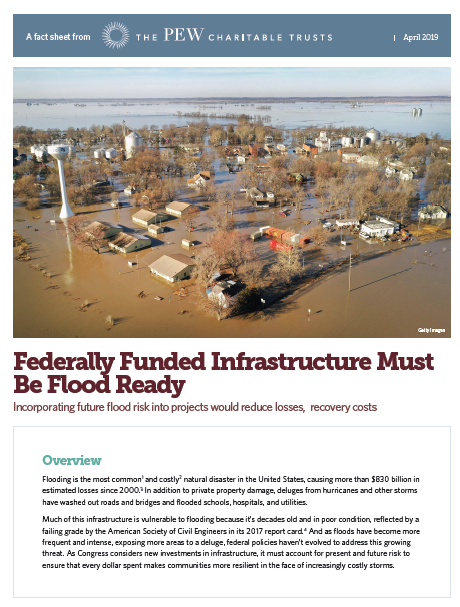 A fact sheet from THE PEW CHARITABLE TRUSTS | April 2019
Getty Images
Federally Funded Infrastructure Must
Be Flood Ready
Incorporating future flood risk into projects would reduce losses, recovery costs
Overview
Flooding is the most common¹ and costly² natural disaster in the United States, causing more than $830 billion in
estimated losses since 2000.³ In addition to private property damage, deluges from hurricanes and other storms
have washed out roads and bridges and flooded schools, hospitals, and utilities.
Much of this infrastructure is vulnerable to flooding because it's decades old and in poor condition, reflected by a
failing grade by the American Society of Civil Engineers in its 2017 report card.⁴ And as floods have become more
frequent and intense, exposing more areas to a deluge, federal policies haven't evolved to address this growing
threat. As Congress considers new investments in infrastructure, it must account for present and future risk to
ensure that every dollar spent makes communities more resilient in the face of increasingly costly storms.